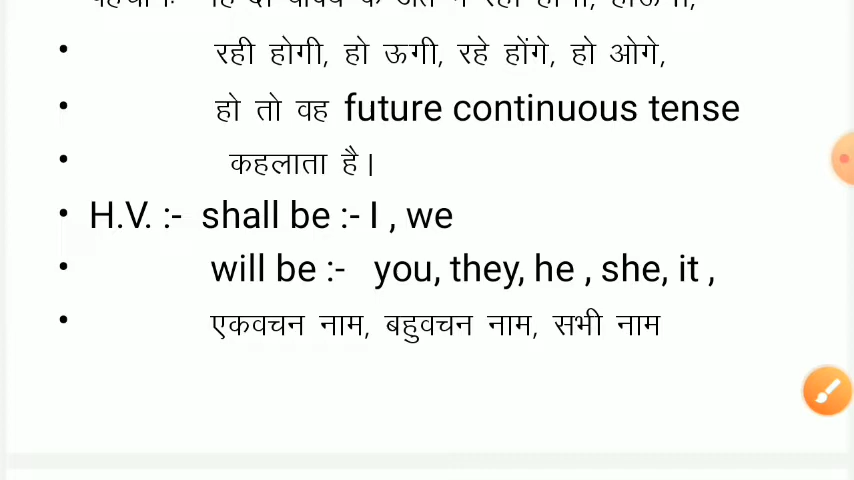 • रही होगी, हो ऊगी, रहे होंगे, हो ओगे,
• हो तो वह future continuous tense
• कहलाता है।
• H.V. :- shall be :- I , we
• will be :- you, they, he , she, it ,
• एकवचन नाम, बहुवचन नाम, सभी नाम